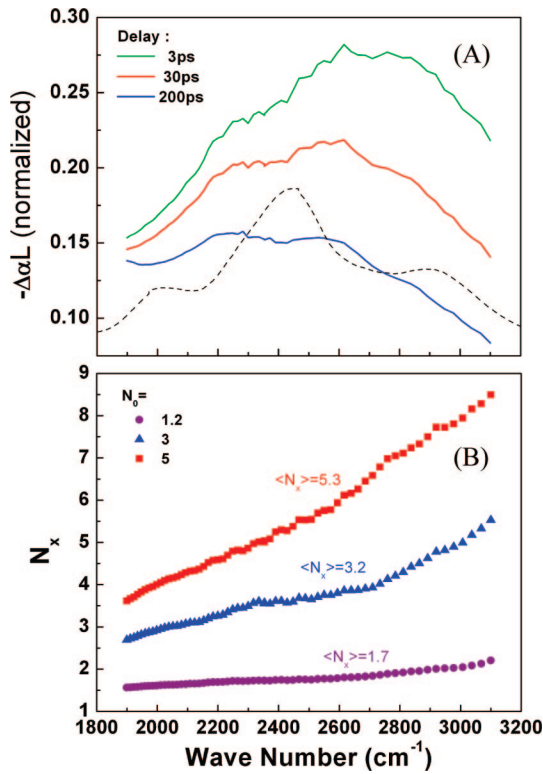 0.30
0.25
0.20
0.15
0.10
-ΔαL (normalized)
Delay :
3ps
30ps
200ps
(A)
9
8
7
6
5
4
3
2
1
Nₓ
N₀=
1.2
3
5
(B)
<Nₓ>=5.3
<Nₓ>=3.2
<Nₓ>=1.7
1800 2000 2200 2400 2600 2800 3000 3200
Wave Number (cm⁻¹)